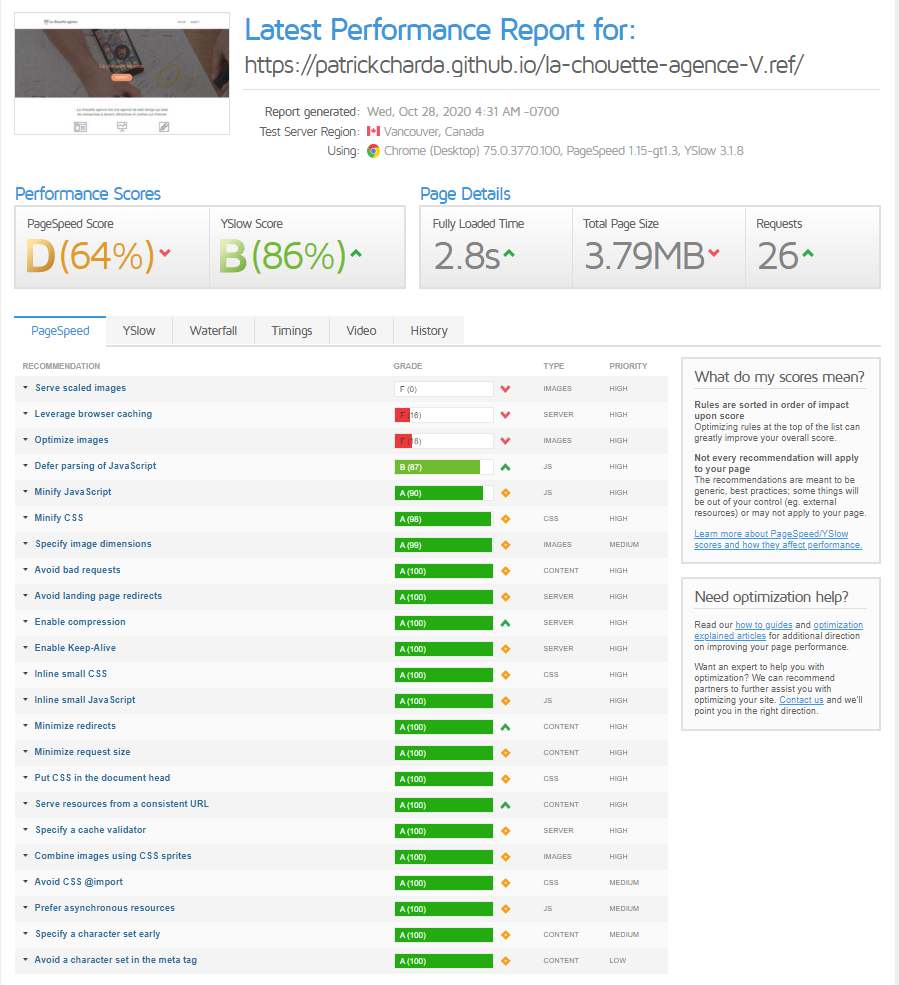 Latest Performance Report for:
https://patrickcharda.github.io/la-chouette-agence-V.ref/
Report generated: Wed, Oct 28, 2020 4:31 AM -0700
Test Server Region: Vancouver, Canada
Using: Chrome (Desktop) 75.0.3770.100, PageSpeed 1.15-gt1.3, YSlow 3.1.8
Performance Scores
PageSpeed Score
D(64%)
YSlow Score
B(86%)
Page Details
Fully Loaded Time
2.8s
Total Page Size
3.79MB
Requests
26
PageSpeed YSlow Waterfall Timings Video History
RECOMMENDATION GRADE TYPE PRIORITY
Serve scaled images F (0) IMAGES HIGH
Leverage browser caching F (16) SERVER HIGH
Optimize images F (18) IMAGES HIGH
Defer parsing of JavaScript B (87) JS HIGH
Minify JavaScript A (90) JS HIGH
Minify CSS A (98) CSS HIGH
Specify image dimensions A (99) IMAGES MEDIUM
Avoid bad requests A (100) CONTENT HIGH
Avoid landing page redirects A (100) SERVER HIGH
Enable compression A (100) SERVER HIGH
Enable Keep-Alive A (100) SERVER HIGH
Inline small CSS A (100) CSS HIGH
Inline small JavaScript A (100) JS HIGH
Minimize redirects A (100) CONTENT HIGH
Minimize request size A (100) CONTENT HIGH
Put CSS in the document head A (100) CSS HIGH
Serve resources from a consistent URL A (100) CONTENT HIGH
Specify a cache validator A (100) SERVER HIGH
Combine images using CSS sprites A (100) IMAGES HIGH
Avoid CSS @import A (100) CSS MEDIUM
Prefer asynchronous resources A (100) JS MEDIUM
Specify a character set early A (100) CONTENT MEDIUM
Avoid a character set in the meta tag A (100) CONTENT LOW
What do my scores mean?
Rules are sorted in order of impact
upon score
Optimizing rules at the top of the list can
greatly improve your overall score.
Not every recommendation will apply
to your page
The recommendations are meant to be
generic, best practices; some things will
be out of your control (eg. external
resources) or may not apply to your page.
Learn more about PageSpeed/YSlow
scores and how they affect performance.
Need optimization help?
Read our how to guides and optimization
explained articles for additional direction
on improving your page performance.
Want an expert to help you with
optimization? We can recommend
partners to further assist you with
optimizing your site. Contact us and we'll
point you in the right direction.